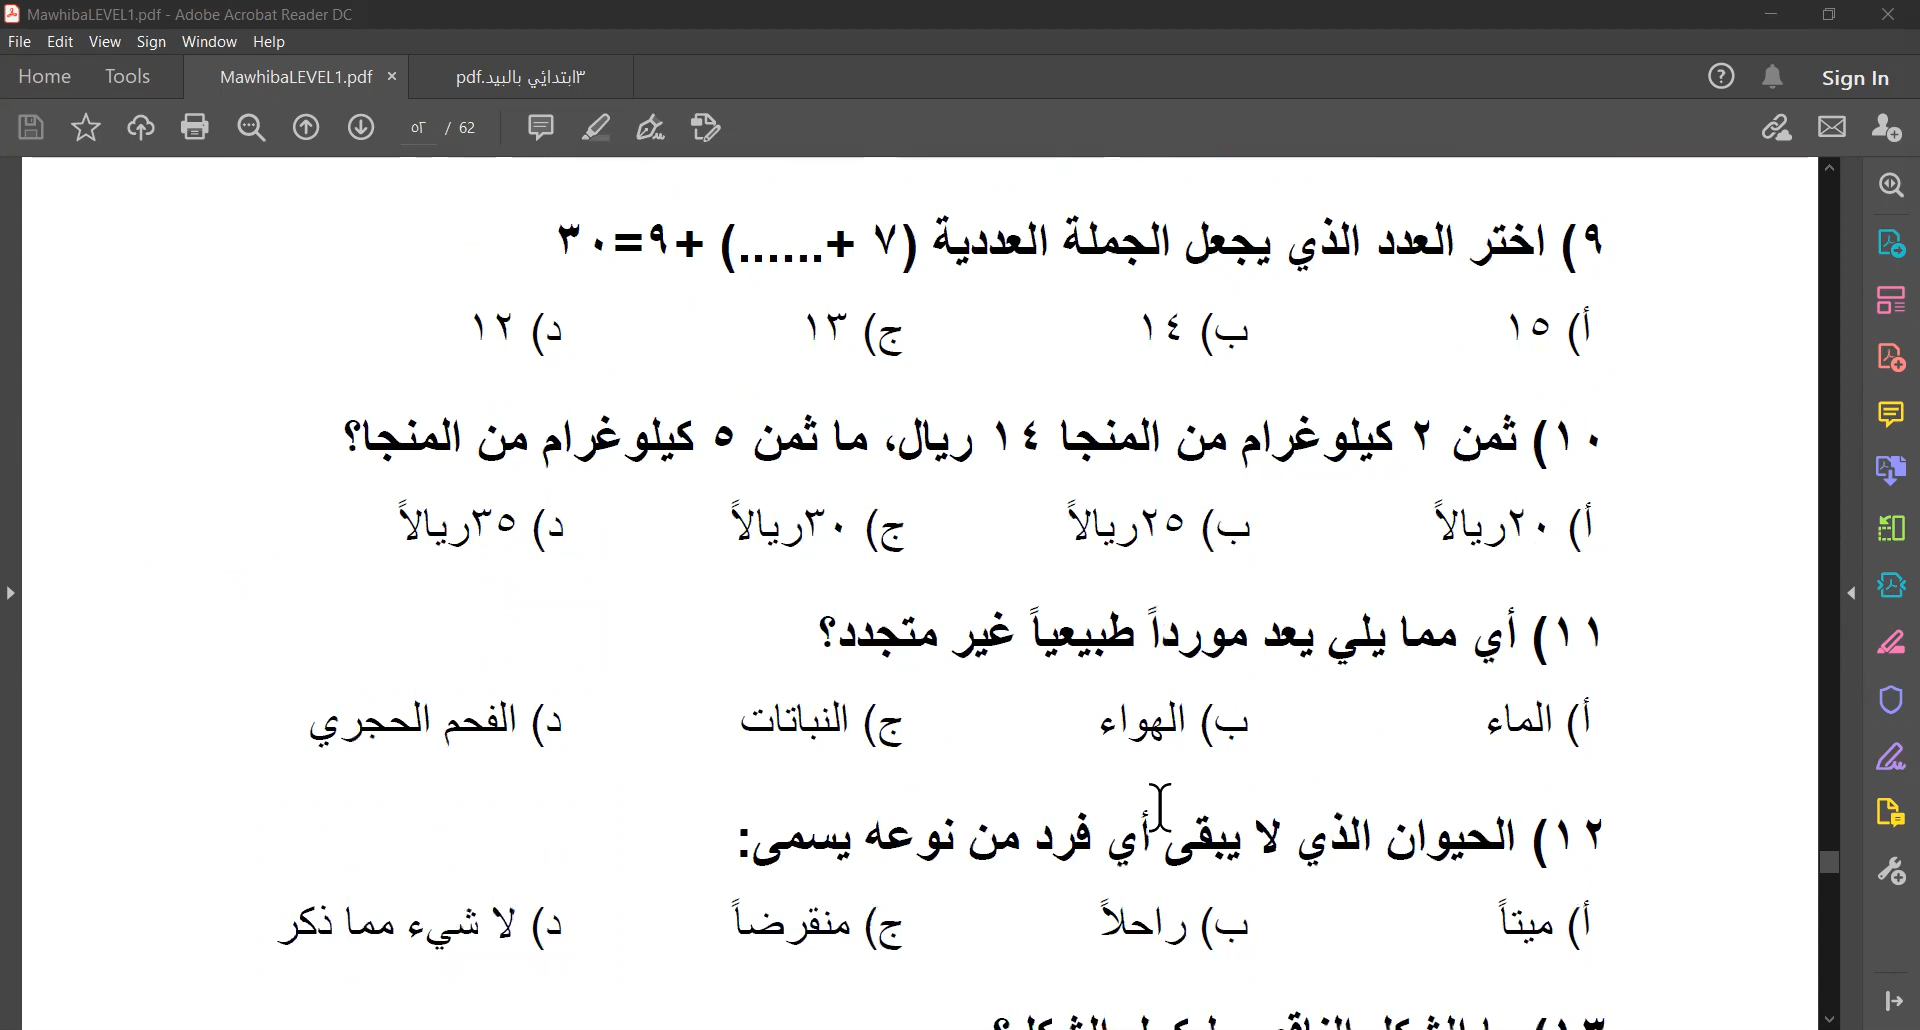 MawhibaLEVEL1.pdf - Adobe Acrobat Reader DC
File Edit View Sign Window Help
Home Tools MawhibaLEVEL1.pdf × ٣ابتدائي بالبيد.pdf ? Sign In
٥٢ / 62
٩) اختر العدد الذي يجعل الجملة العددية (٧ +......) +٩=٣٠
أ) ١٥ ب) ١٤ ج) ١٣ د) ١٢
١٠) ثمن ٢ كيلوغرام من المنجا ١٤ ريال، ما ثمن ٥ كيلوغرام من المنجا؟
أ) ٢٠ريالاً ب) ٢٥ريالاً ج) ٣٠ريالاً د) ٣٥ريالاً
١١) أي مما يلي يعد مورداً طبيعياً غير متجدد؟
أ) الماء ب) الهواء ج) النباتات د) الفحم الحجري
١٢) الحيوان الذي لا يبقى أي فرد من نوعه يسمى:
أ) ميتاً ب) راحلاً ج) منقرضاً د) لا شيء مما ذكر